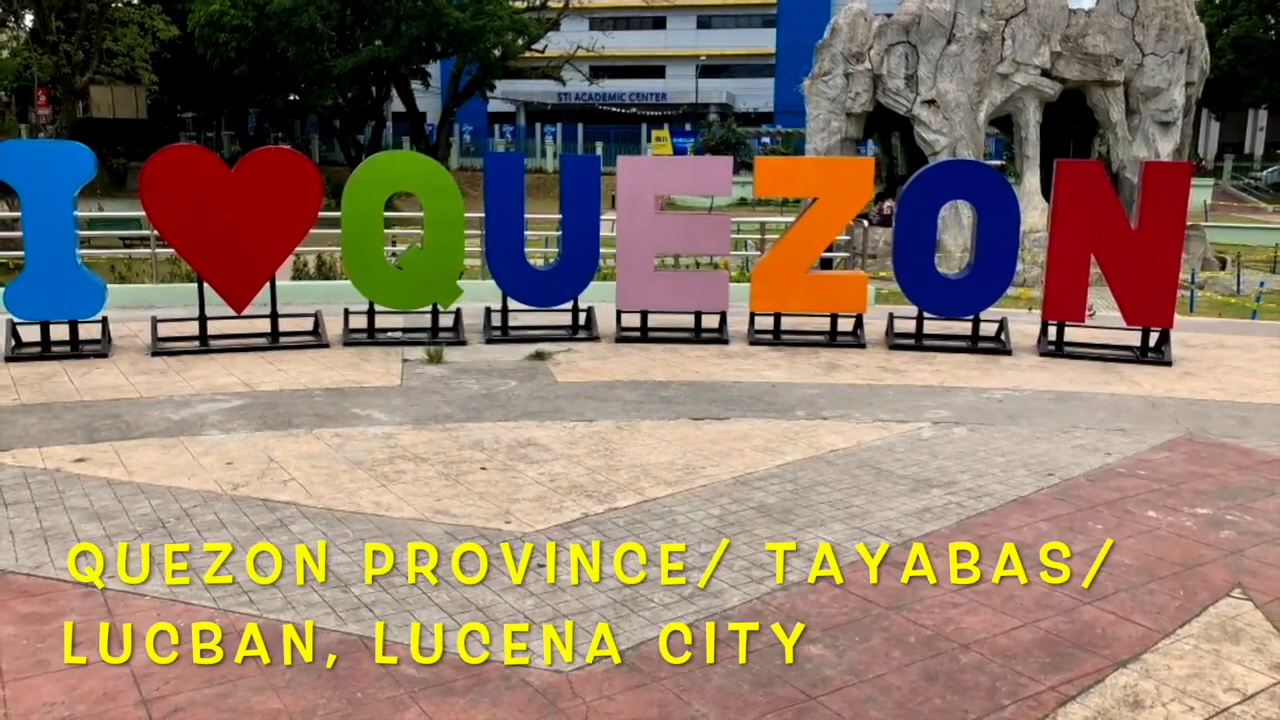 STI ACADEMIC CENTER
I ❤ QUEZON
QUEZON PROVINCE/ TAYABAS/
LUCBAN, LUCENA CITY